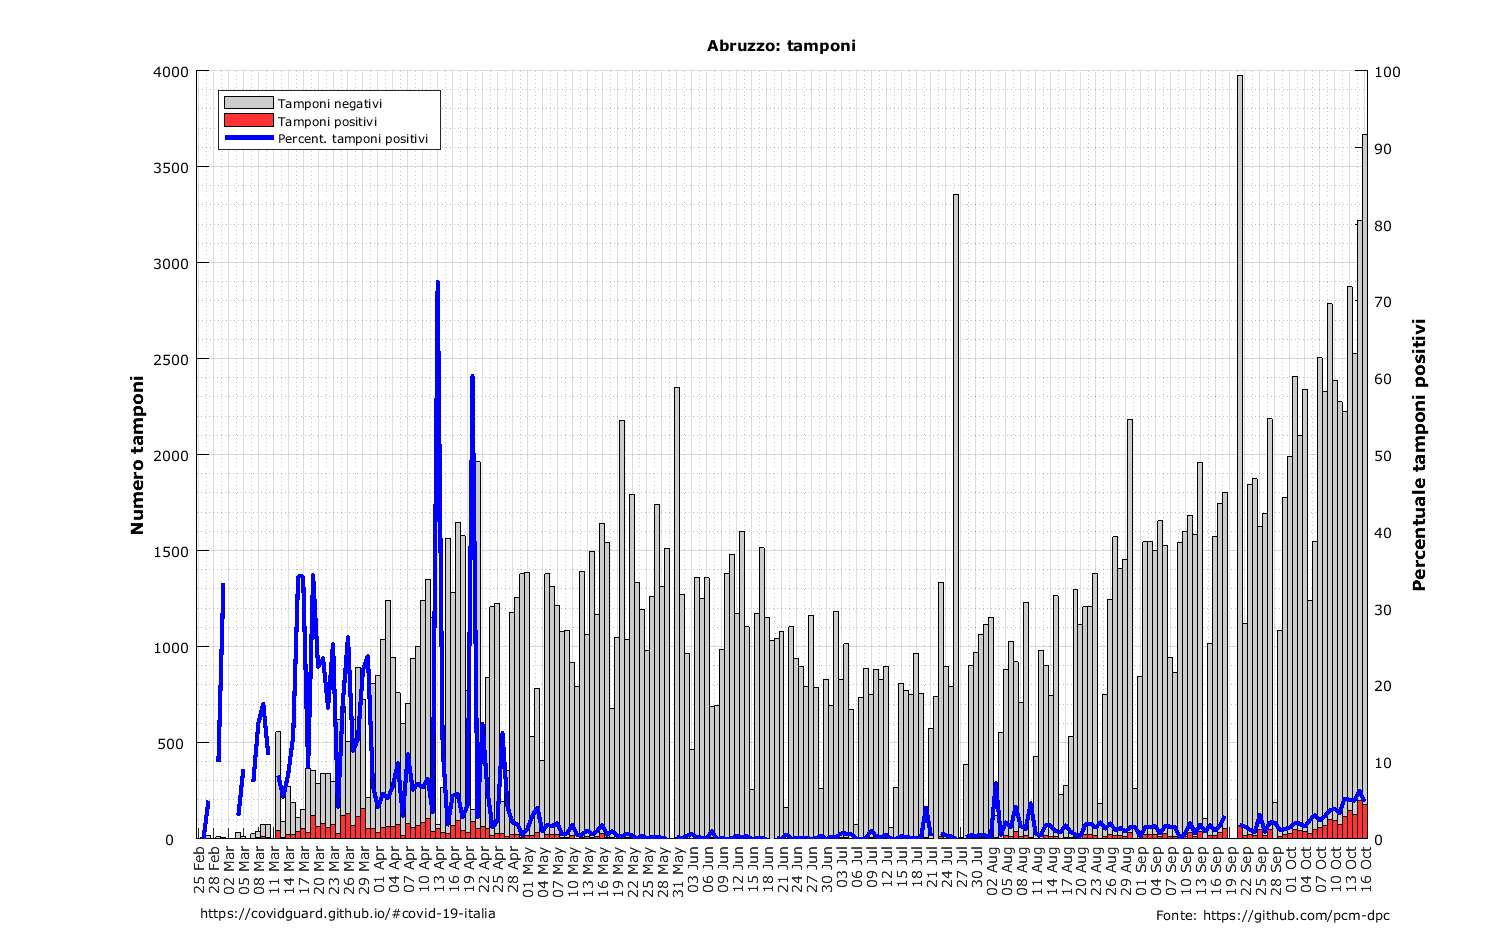 Abruzzo: tamponi
Tamponi negativi
Tamponi positivi
Percent. tamponi positivi
Numero tamponi
4000
3500
3000
2500
2000
1500
1000
500
0
100
90
80
70
60
50
40
30
20
10
0
Percentuale tamponi positivi
25 Feb
28 Feb
02 Mar
05 Mar
08 Mar
11 Mar
14 Mar
17 Mar
20 Mar
23 Mar
26 Mar
29 Mar
01 Apr
04 Apr
07 Apr
10 Apr
13 Apr
16 Apr
19 Apr
22 Apr
25 Apr
28 Apr
01 May
04 May
07 May
10 May
13 May
16 May
19 May
22 May
25 May
28 May
31 May
03 Jun
06 Jun
09 Jun
12 Jun
15 Jun
18 Jun
21 Jun
24 Jun
27 Jun
30 Jun
03 Jul
06 Jul
09 Jul
12 Jul
15 Jul
18 Jul
21 Jul
24 Jul
27 Jul
30 Jul
02 Aug
05 Aug
08 Aug
11 Aug
14 Aug
17 Aug
20 Aug
23 Aug
26 Aug
29 Aug
01 Sep
04 Sep
07 Sep
10 Sep
13 Sep
16 Sep
19 Sep
22 Sep
25 Sep
28 Sep
01 Oct
04 Oct
07 Oct
10 Oct
13 Oct
16 Oct
https://covidguard.github.io/#covid-19-italia
Fonte: https://github.com/pcm-dpc